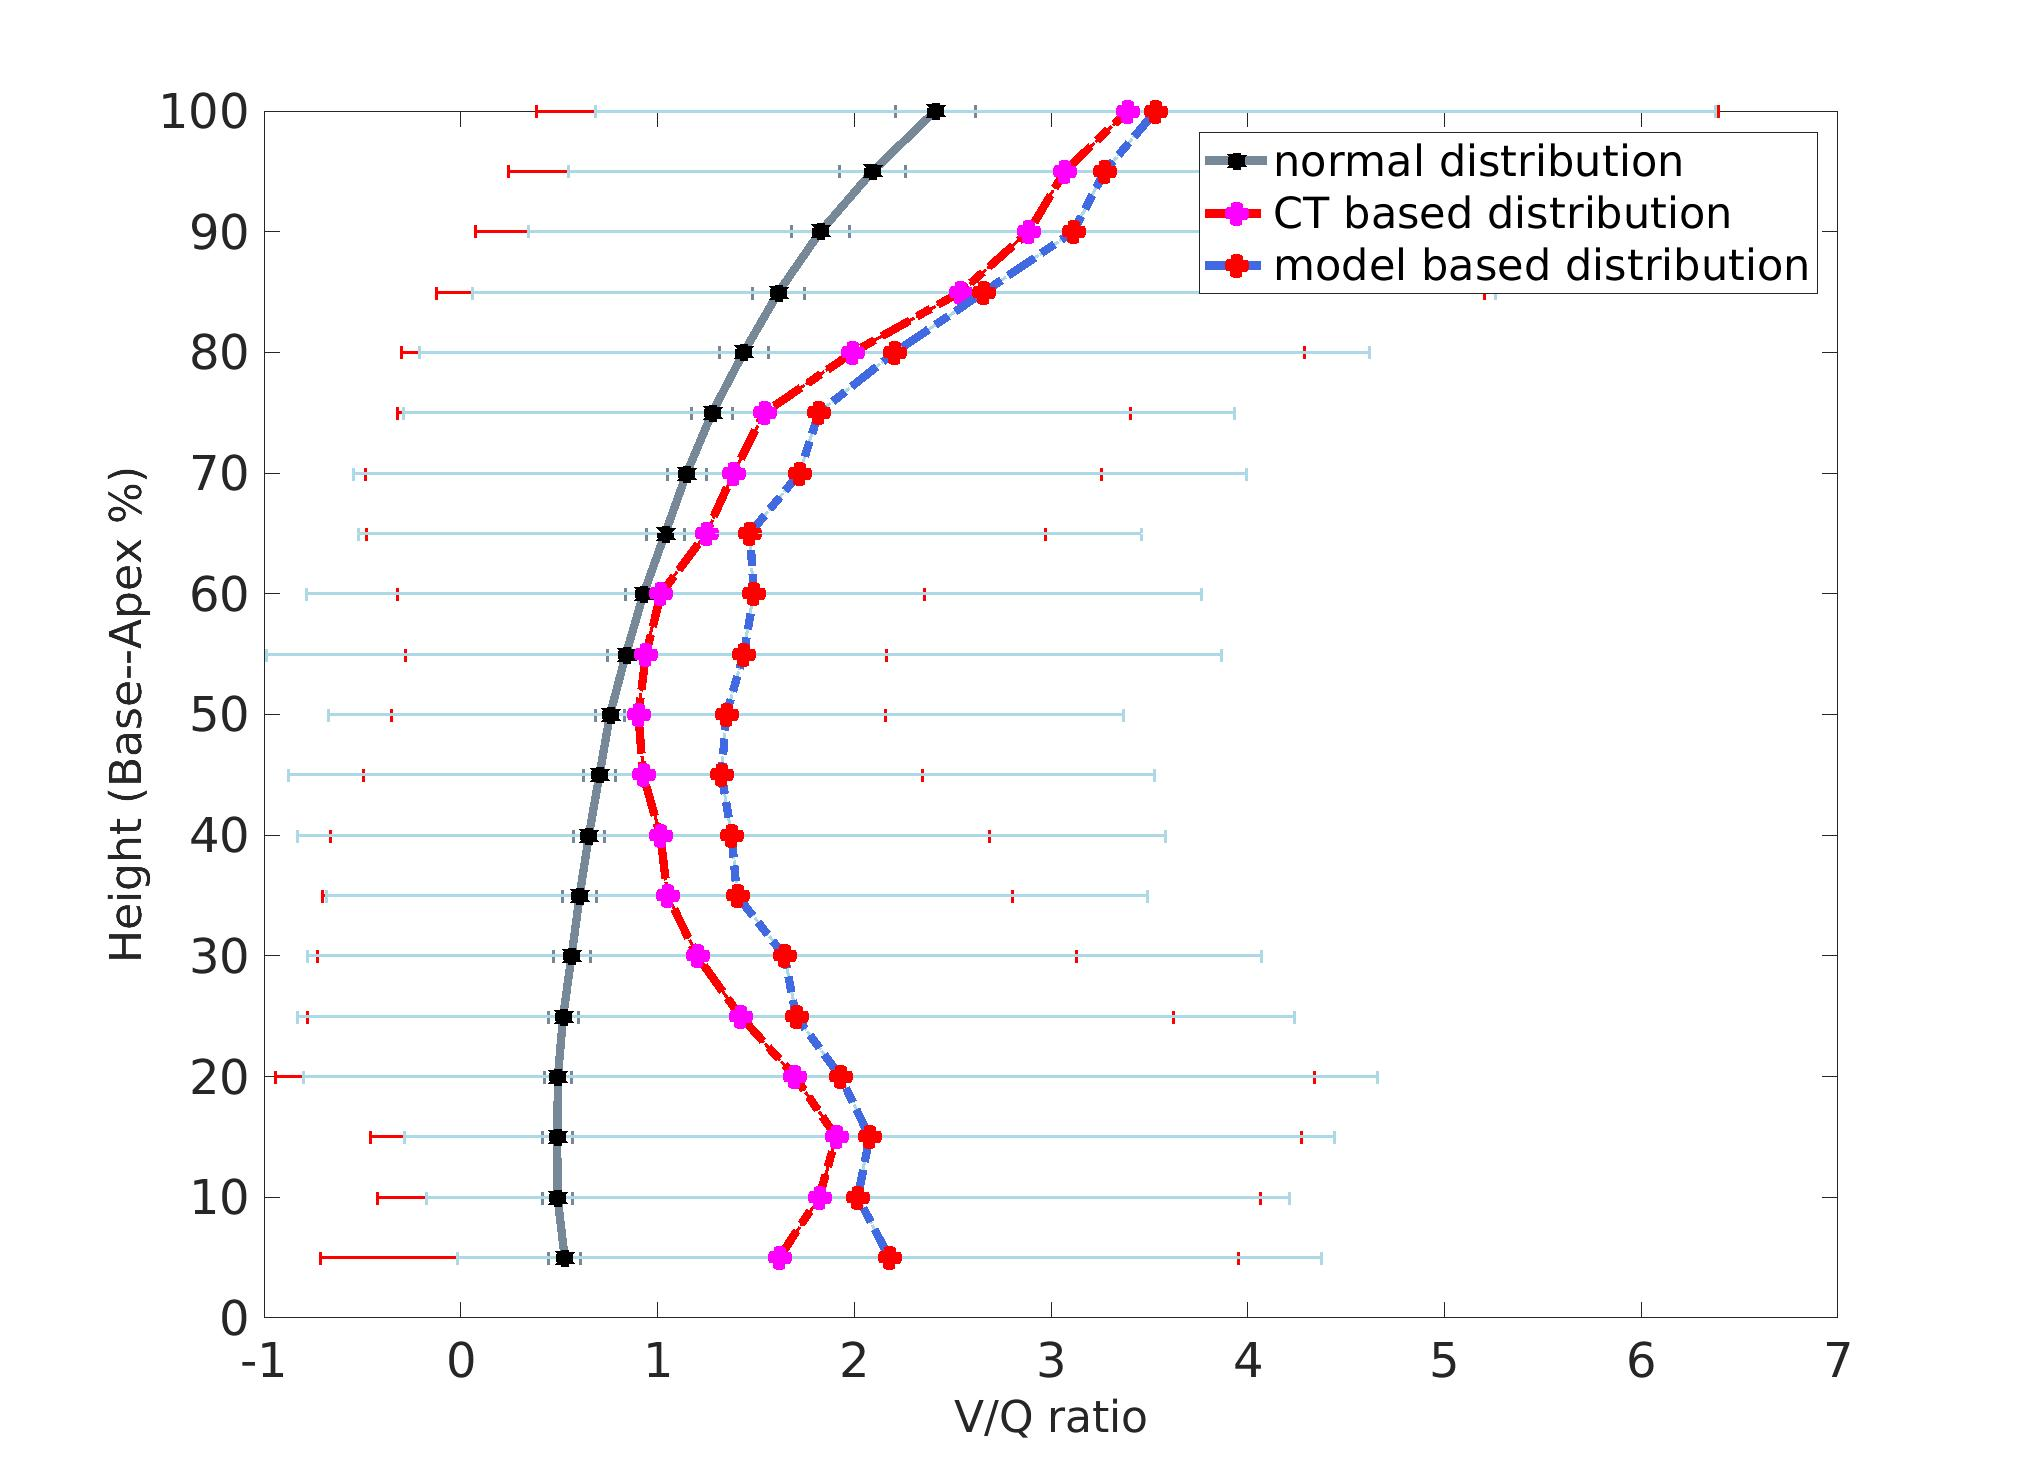 100
90
80
70
60
50
40
30
20
10
0
Height (Base--Apex %)
normal distribution
CT based distribution
model based distribution
-1 0 1 2 3 4 5 6 7
V/Q ratio